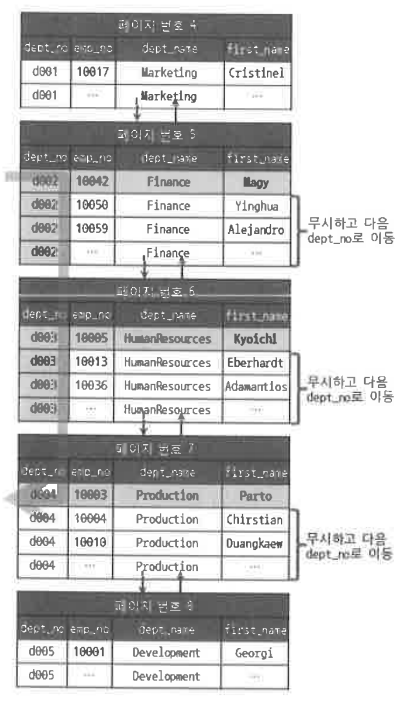 페이지 번호 4
dept_no emp_no dept_name first_name
d001 10017 Marketing Cristinel
d001 ... Marketing ...
페이지 번호 5
dept_no emp_no dept_name first_name
d002 10042 Finance Magy
d002 10050 Finance Yinghua
d002 10059 Finance Alejandro
d002 ... Finance ...
무시하고 다음
dept_no로 이동
페이지 번호 6
dept_no emp_no dept_name first_name
d003 10005 HumanResources Kyoichi
d003 10013 HumanResources Eberhardt
d003 10036 HumanResources Adamantios
d003 ... HumanResources ...
무시하고 다음
dept_no로 이동
페이지 번호 7
dept_no emp_no dept_name first_name
d004 10003 Production Parto
d004 10004 Production Chirstian
d004 10010 Production Duangkaew
d004 ... Production ...
무시하고 다음
dept_no로 이동
페이지 번호 8
dept_no emp_no dept_name first_name
d005 10001 Development Georgi
d005 ... Development ...